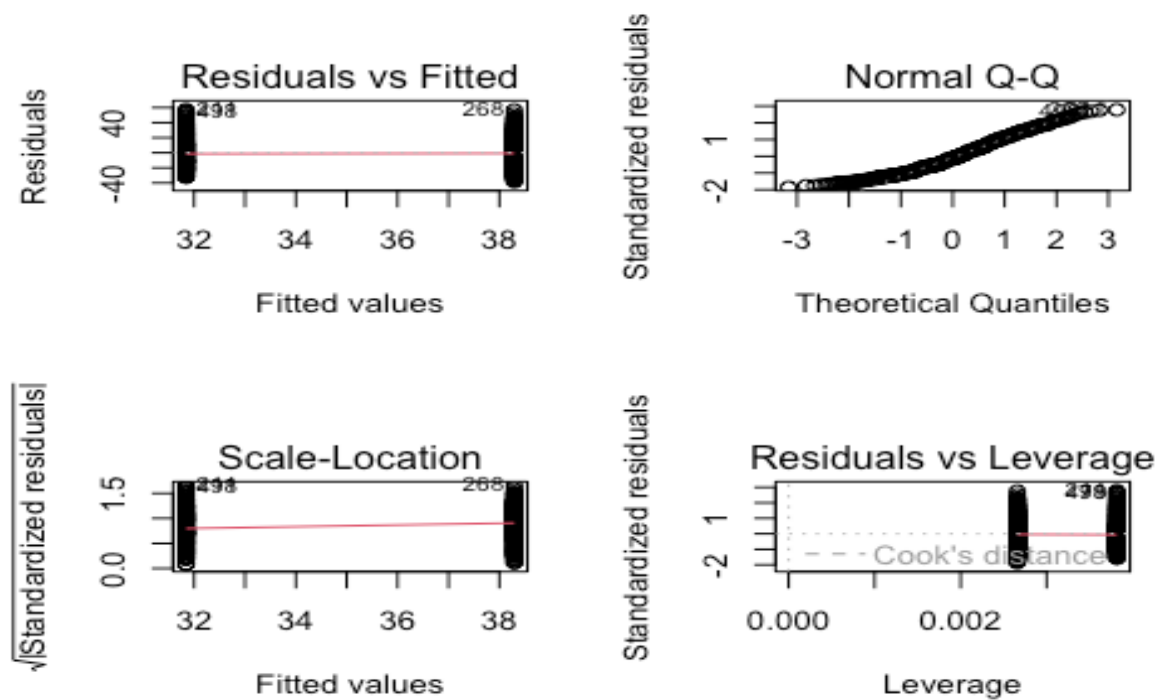 Residuals vs Fitted
Residuals
40
-40
498
268
32
34
36
38
Fitted values
Normal Q-Q
Standardized residuals
1
-2
-3
-1
0
1
2
3
Theoretical Quantiles
Scale-Location
√|Standardized residuals|
1.5
0.0
498
268
32
34
36
38
Fitted values
Residuals vs Leverage
Standardized residuals
1
-2
Cook's distance
0.000
0.002
Leverage